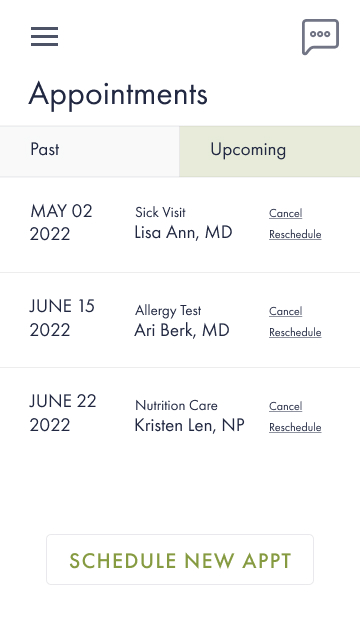 Appointments
Past
Upcoming
MAY 02
2022
Sick Visit
Lisa Ann, MD
Cancel
Reschedule
JUNE 15
2022
Allergy Test
Ari Berk, MD
Cancel
Reschedule
JUNE 22
2022
Nutrition Care
Kristen Len, NP
Cancel
Reschedule
SCHEDULE NEW APPT